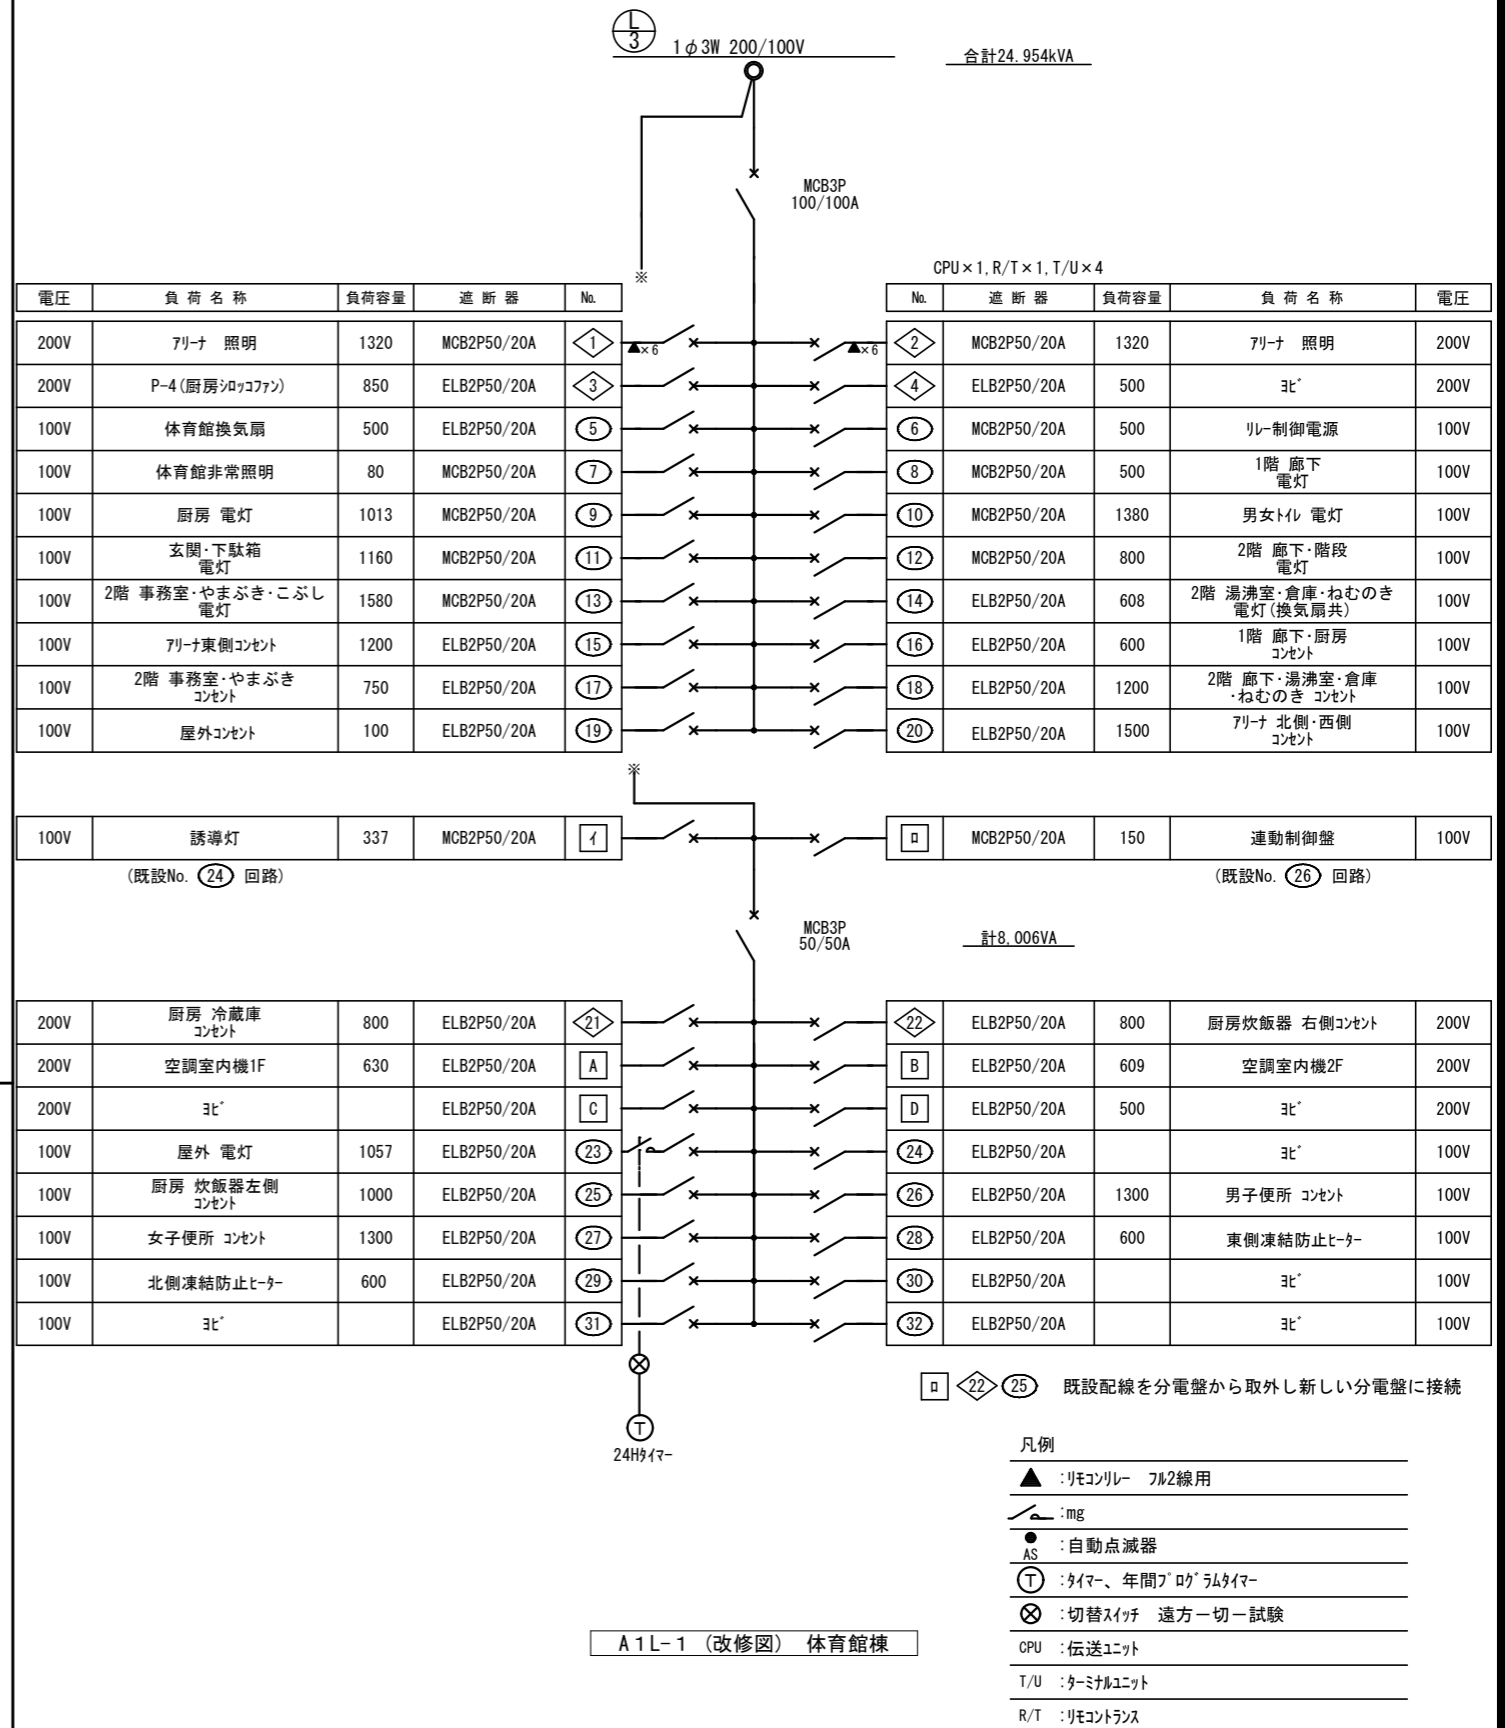 L
3
1φ3W 200/100V
合計24.954kVA
MCB3P
100/100A
※
CPU×1,R/T×1,T/U×4
電圧 負荷名称 負荷容量 遮断器 No. No. 遮断器 負荷容量 負荷名称 電圧
200V ｱﾘｰﾅ 照明 1320 MCB2P50/20A 1 ▲×6 ▲×6 2 MCB2P50/20A 1320 ｱﾘｰﾅ 照明 200V
200V P-4(厨房ｼﾛｯｺﾌｧﾝ) 850 ELB2P50/20A 3 4 ELB2P50/20A 500 ﾖﾋﾞ 200V
100V 体育館換気扇 500 ELB2P50/20A 5 6 MCB2P50/20A 500 ﾘﾚｰ制御電源 100V
100V 体育館非常照明 80 MCB2P50/20A 7 8 MCB2P50/20A 500 1階 廊下
電灯 100V
100V 厨房 電灯 1013 MCB2P50/20A 9 10 MCB2P50/20A 1380 男女ﾄｲﾚ 電灯 100V
100V 玄関･下駄箱
電灯 1160 MCB2P50/20A 11 12 MCB2P50/20A 800 2階 廊下･階段
電灯 100V
100V 2階 事務室･やまぶき･こぶし
電灯 1580 MCB2P50/20A 13 14 ELB2P50/20A 608 2階 湯沸室･倉庫･ねむのき
電灯(換気扇共) 100V
100V ｱﾘｰﾅ東側ｺﾝｾﾝﾄ 1200 ELB2P50/20A 15 16 ELB2P50/20A 600 1階 廊下･厨房
ｺﾝｾﾝﾄ 100V
100V 2階 事務室･やまぶき
ｺﾝｾﾝﾄ 750 ELB2P50/20A 17 18 ELB2P50/20A 1200 2階 廊下･湯沸室･倉庫
･ねむのき ｺﾝｾﾝﾄ 100V
100V 屋外ｺﾝｾﾝﾄ 100 ELB2P50/20A 19 20 ELB2P50/20A 1500 ｱﾘｰﾅ 北側･西側
ｺﾝｾﾝﾄ 100V
※
100V 誘導灯 337 MCB2P50/20A イ ロ MCB2P50/20A 150 連動制御盤 100V
(既設No. 24 回路) (既設No. 26 回路)
MCB3P
50/50A
計8,006VA
200V 厨房 冷蔵庫
ｺﾝｾﾝﾄ 800 ELB2P50/20A 21 22 ELB2P50/20A 800 厨房炊飯器 右側ｺﾝｾﾝﾄ 200V
200V 空調室内機1F 630 ELB2P50/20A A B ELB2P50/20A 609 空調室内機2F 200V
200V ﾖﾋﾞ ELB2P50/20A C D ELB2P50/20A 500 ﾖﾋﾞ 200V
100V 屋外 電灯 1057 ELB2P50/20A 23 24 ELB2P50/20A ﾖﾋﾞ 100V
100V 厨房 炊飯器左側
ｺﾝｾﾝﾄ 1000 ELB2P50/20A 25 26 ELB2P50/20A 1300 男子便所 ｺﾝｾﾝﾄ 100V
100V 女子便所 ｺﾝｾﾝﾄ 1300 ELB2P50/20A 27 28 ELB2P50/20A 600 東側凍結防止ﾋｰﾀｰ 100V
100V 北側凍結防止ﾋｰﾀｰ 600 ELB2P50/20A 29 30 ELB2P50/20A ﾖﾋﾞ 100V
100V ﾖﾋﾞ ELB2P50/20A 31 32 ELB2P50/20A ﾖﾋﾞ 100V
ロ 22 25 既設配線を分電盤から取外し新しい分電盤に接続
T
24Hﾀｲﾏｰ
凡例
▲ :ﾘﾓｺﾝﾘﾚｰ ﾌﾙ2線用
:mg
AS :自動点滅器
T :ﾀｲﾏｰ、年間ﾌﾟﾛｸﾞﾗﾑﾀｲﾏｰ
:切替ｽｲｯﾁ 遠方－切－試験
CPU :伝送ﾕﾆｯﾄ
T/U :ﾀｰﾐﾅﾙﾕﾆｯﾄ
R/T :ﾘﾓｺﾝﾄﾗﾝｽ
A1L-1 (改修図) 体育館棟